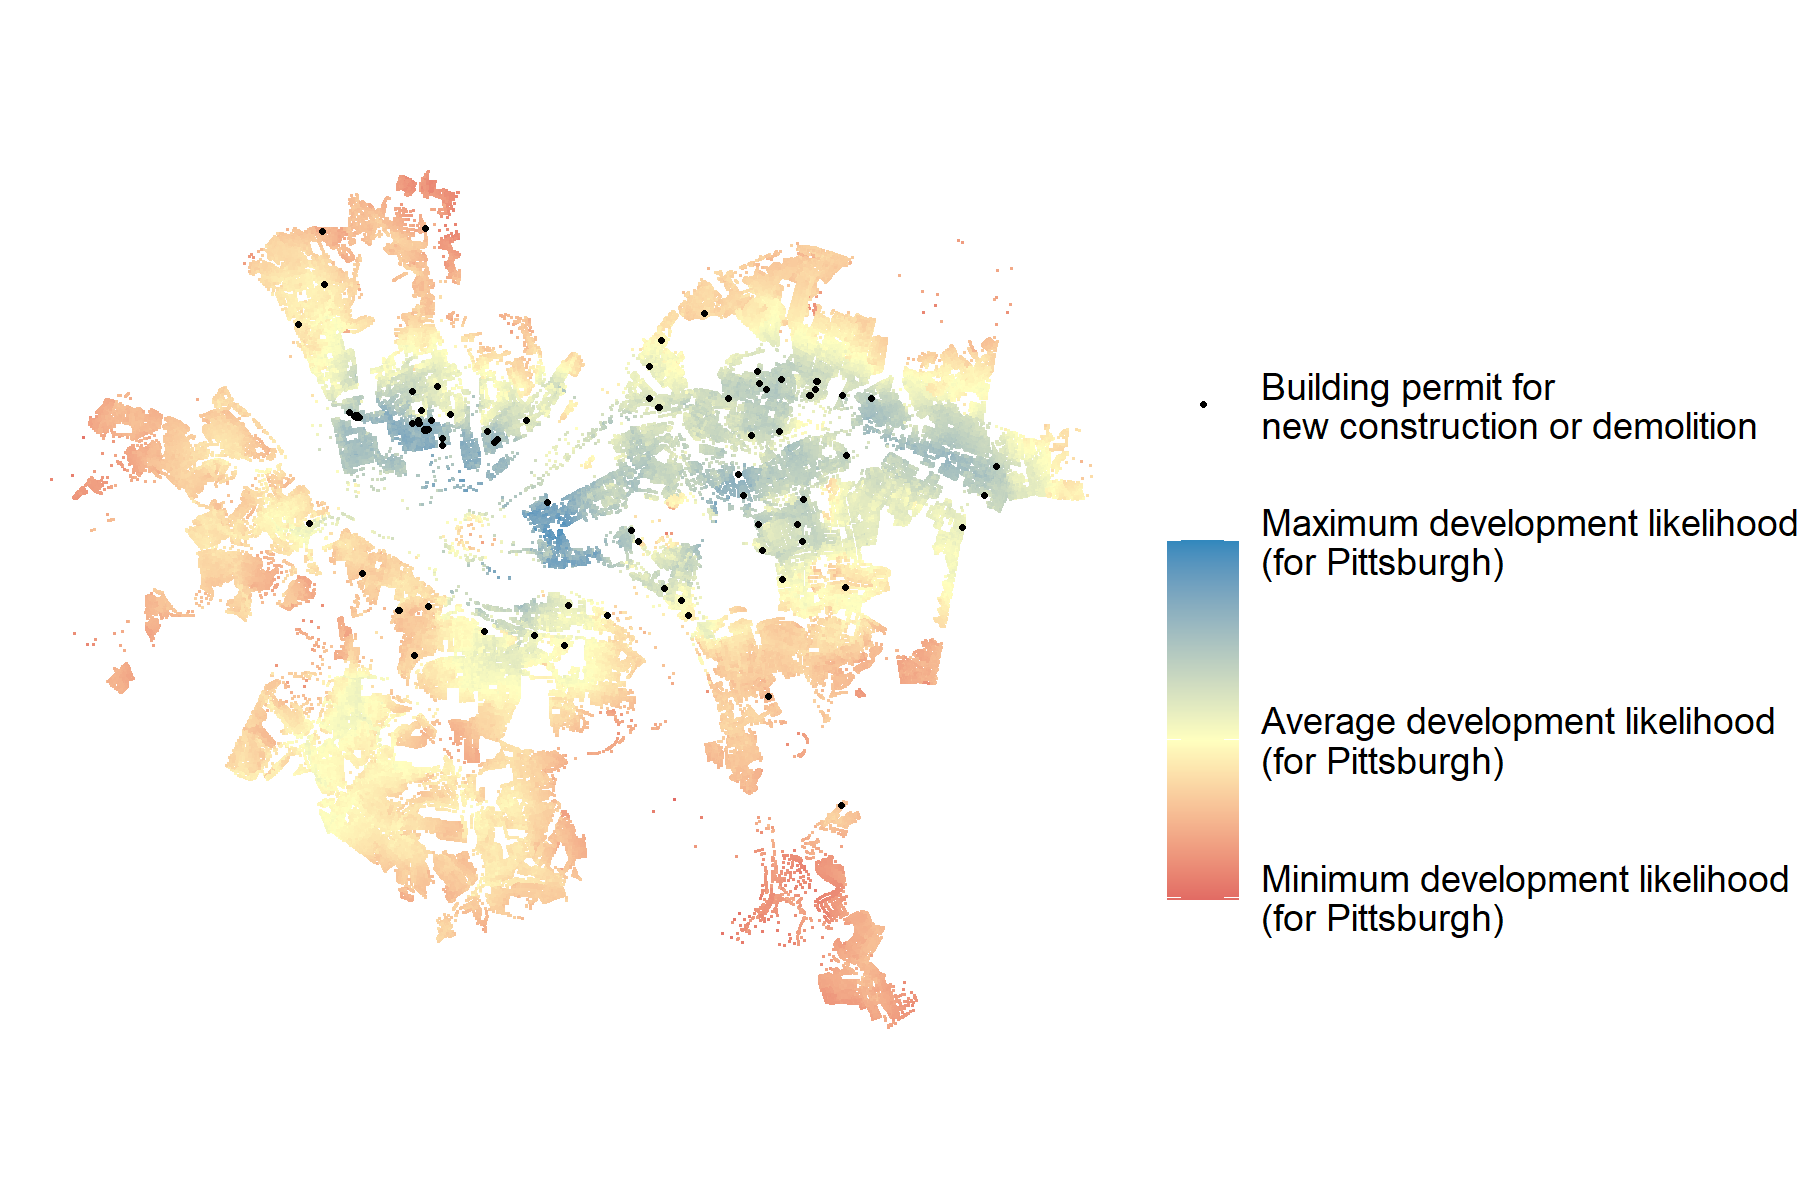 Building permit for
new construction or demolition
Maximum development likelihood
(for Pittsburgh)
Average development likelihood
(for Pittsburgh)
Minimum development likelihood
(for Pittsburgh)